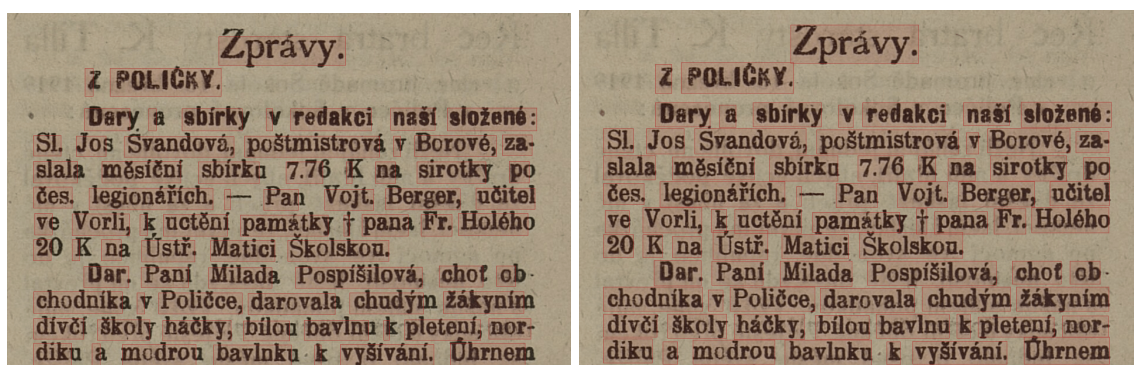 Zprávy.
Z POLIČKY.
Dary a sbírky v redakci naší složené:
Sl. Jos Švandová, poštmistrová v Borové, za-
slala měsíční sbírku 7.76 K na sirotky po
čes. legionářích. — Pan Vojt. Berger, učitel
ve Vorli, k uctění památky † pana Fr. Holého
20 K na Ústř. Matici Školskou.
Dar. Paní Milada Pospíšilová, choť ob-
chodníka v Poličce, darovala chudým žákyním
dívčí školy háčky, bílou bavlnu k pletení, nor-
diku a modrou bavlnku k vyšívání. Úhrnem
Zprávy.
Z POLIČKY.
Dary a sbírky v redakci naší složené:
Sl. Jos Švandová, poštmistrová v Borové, za-
slala měsíční sbírku 7.76 K na sirotky po
čes. legionářích. — Pan Vojt. Berger, učitel
ve Vorli, k uctění památky † pana Fr. Holého
20 K na Ústř. Matici Školskou.
Dar. Paní Milada Pospíšilová, choť ob-
chodníka v Poličce, darovala chudým žákyním
dívčí školy háčky, bílou bavlnu k pletení, nor-
diku a modrou bavlnku k vyšívání. Úhrnem